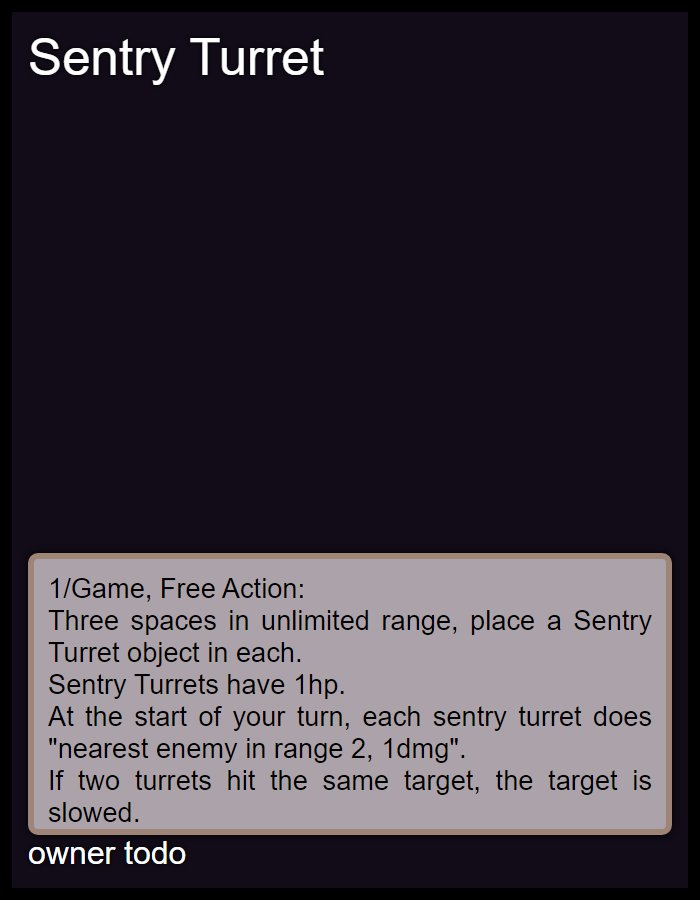 Sentry Turret
1/Game, Free Action:
Three spaces in unlimited range, place a Sentry
Turret object in each.
Sentry Turrets have 1hp.
At the start of your turn, each sentry turret does
"nearest enemy in range 2, 1dmg".
If two turrets hit the same target, the target is
slowed.
owner todo